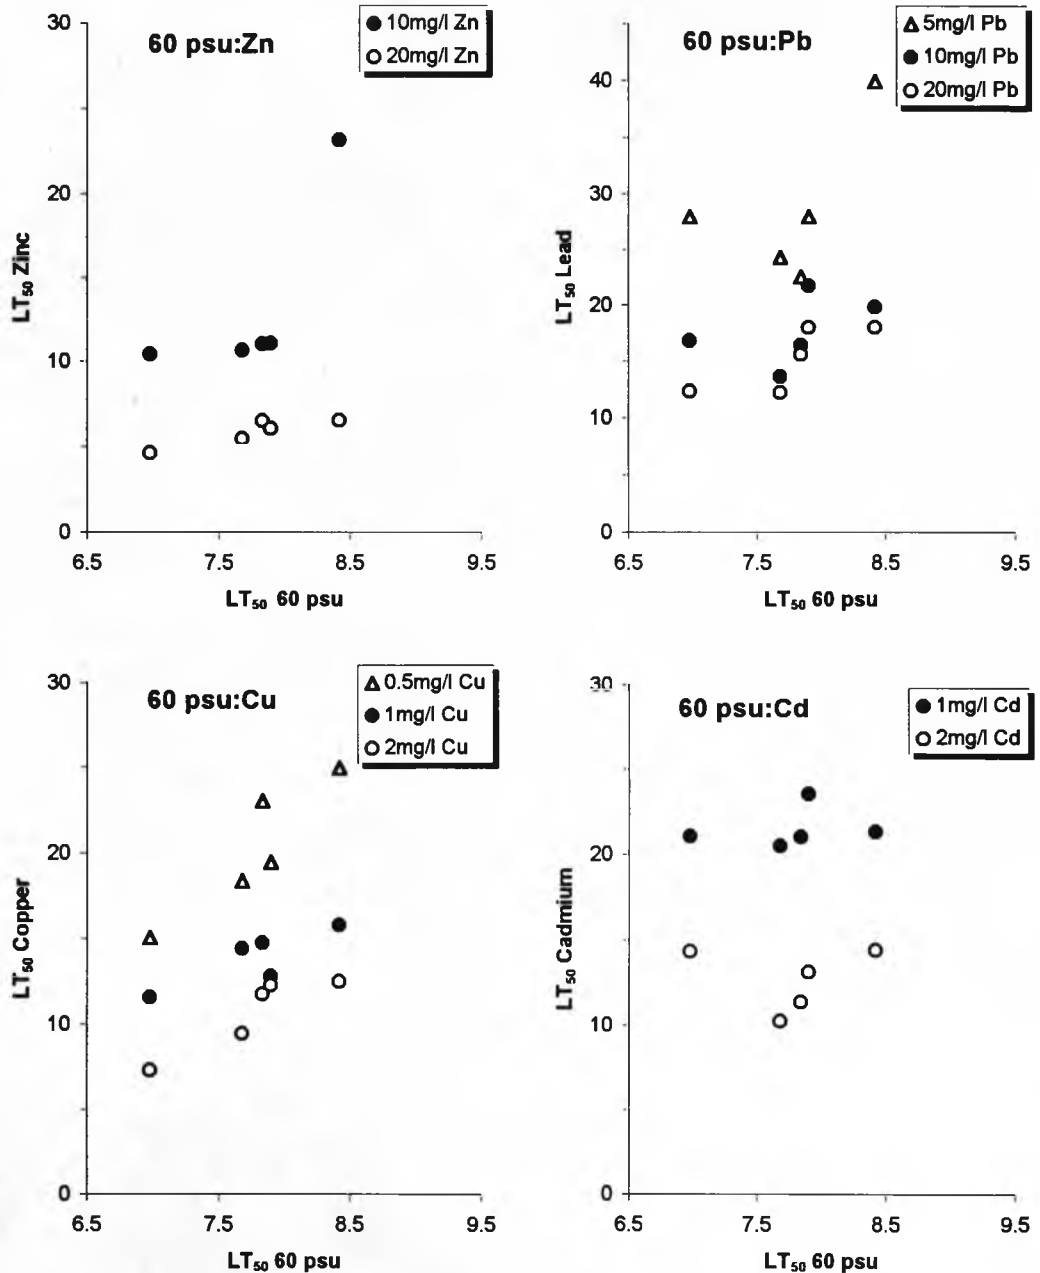 60 psu:Zn
10mg/l Zn
20mg/l Zn
30
20
10
0
6.5 7.5 8.5 9.5
LT₅₀ Zinc
LT₅₀ 60 psu
60 psu:Pb
5mg/l Pb
10mg/l Pb
20mg/l Pb
40
30
20
10
0
6.5 7.5 8.5 9.5
LT₅₀ Lead
LT₅₀ 60 psu
60 psu:Cu
0.5mg/l Cu
1mg/l Cu
2mg/l Cu
30
20
10
0
6.5 7.5 8.5 9.5
LT₅₀ Copper
LT₅₀ 60 psu
60 psu:Cd
1mg/l Cd
2mg/l Cd
30
20
10
0
6.5 7.5 8.5 9.5
LT₅₀ Cadmium
LT₅₀ 60 psu